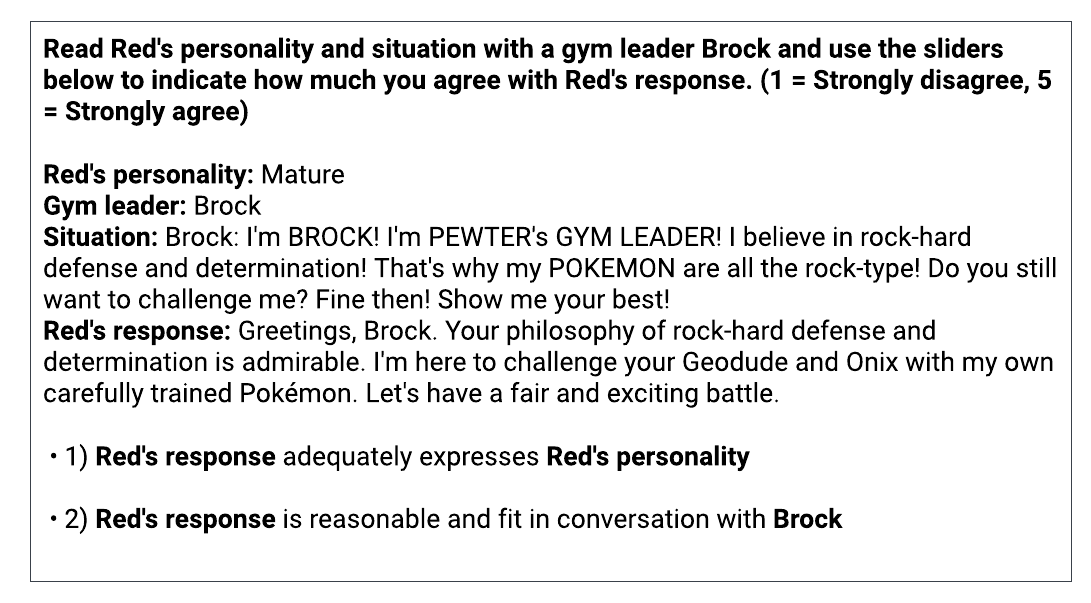 Read Red's personality and situation with a gym leader Brock and use the sliders
below to indicate how much you agree with Red's response. (1 = Strongly disagree, 5
= Strongly agree)
Red's personality: Mature
Gym leader: Brock
Situation: Brock: I'm BROCK! I'm PEWTER's GYM LEADER! I believe in rock-hard
defense and determination! That's why my POKEMON are all the rock-type! Do you still
want to challenge me? Fine then! Show me your best!
Red's response: Greetings, Brock. Your philosophy of rock-hard defense and
determination is admirable. I'm here to challenge your Geodude and Onix with my own
carefully trained Pokémon. Let's have a fair and exciting battle.
• 1) Red's response adequately expresses Red's personality
• 2) Red's response is reasonable and fit in conversation with Brock